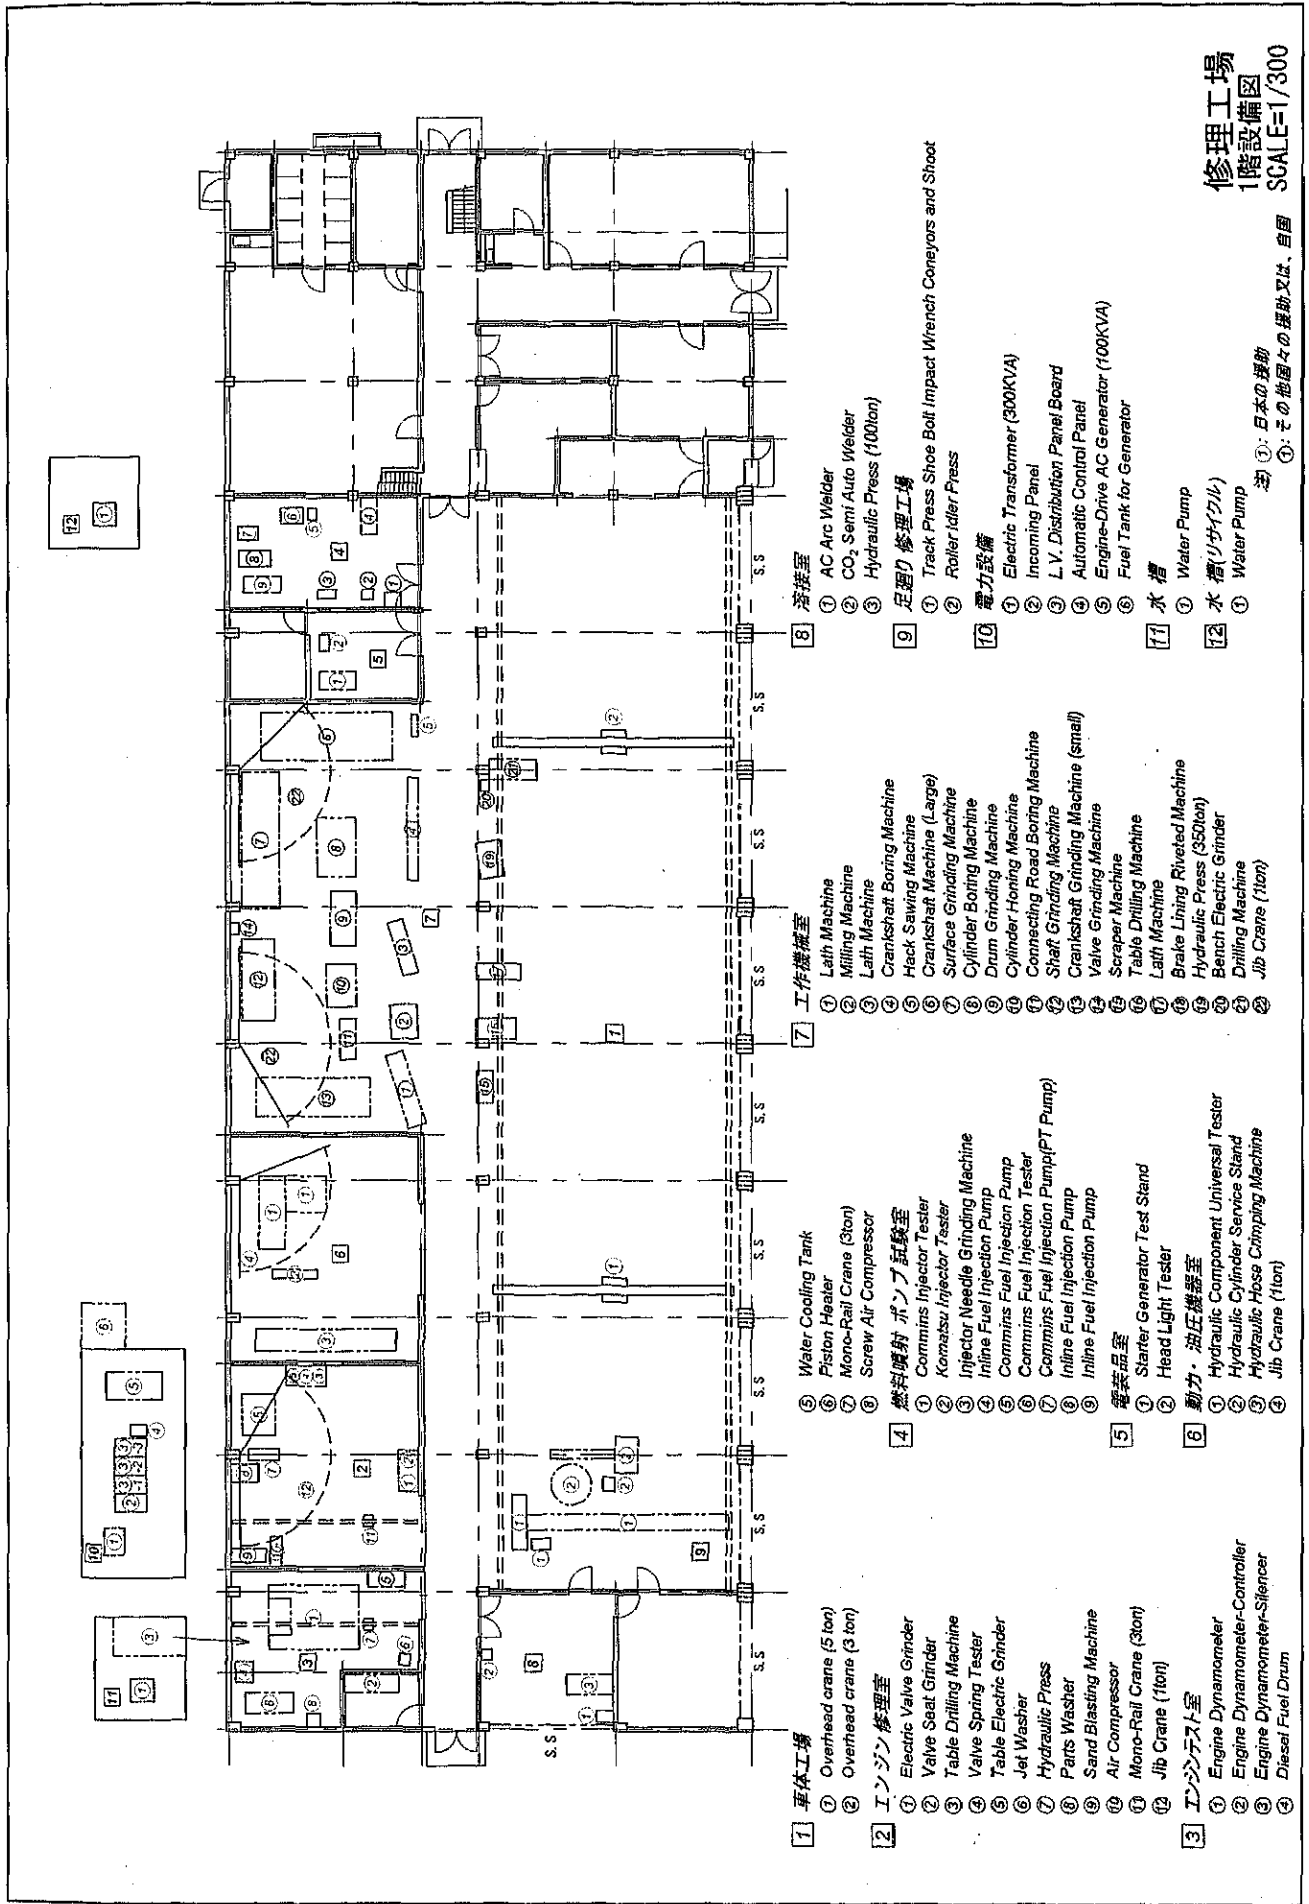 修理工場
1階設備図
SCALE=1/300
1 車体工場
① Overhead crane (5 ton)
② Overhead crane (3 ton)
2 エンジン修理室
① Electric Valve Grinder
② Valve Seat Grinder
③ Table Drilling Machine
④ Valve Spring Tester
⑤ Table Electric Grinder
⑥ Jet Washer
⑦ Hydraulic Press
⑧ Parts Washer
⑨ Sand Blasting Machine
⑩ Air Compressor
⑪ Mono-Rail Crane (3ton)
⑫ Jib Crane (1ton)
3 エンジンテスト室
① Engine Dynamometer
② Engine Dynamometer-Controller
③ Engine Dynamometer-Silencer
④ Diesel Fuel Drum
⑤ Water Cooling Tank
⑥ Piston Heater
⑦ Mono-Rail Crane (3ton)
⑧ Screw Air Compressor
4 燃料噴射 ポンプ 試験室
① Commins Injector Tester
② Komatsu Injector Tester
③ Injector Needle Grinding Machine
④ Inline Fuel Injection Pump
⑤ Commins Fuel Injection Pump
⑥ Commins Fuel Injection Tester
⑦ Commins Fuel Injection Pump(PT Pump)
⑧ Inline Fuel Injection Pump
⑨ Inline Fuel Injection Pump
5 電装品室
① Starter Generator Test Stand
② Head Light Tester
6 動力・油圧機器室
① Hydraulic Component Universal Tester
② Hydraulic Cylinder Service Stand
③ Hydraulic Hose Crimping Machine
④ Jib Crane (1ton)
7 工作機械室
① Lath Machine
② Milling Machine
③ Lath Machine
④ Crankshaft Boring Machine
⑤ Hack Sawing Machine
⑥ Crankshaft Machine (Large)
⑦ Surface Grinding Machine
⑧ Cylinder Boring Machine
⑨ Drum Grinding Machine
⑩ Cylinder Honing Machine
⑪ Connecting Road Boring Machine
⑫ Shaft Grinding Machine
⑬ Crankshaft Grinding Machine (small)
⑭ Valve Grinding Machine
⑮ Scraper Machine
⑯ Table Drilling Machine
⑰ Lath Machine
⑱ Brake Lining Riveted Machine
⑲ Hydraulic Press (350ton)
⑳ Bench Electric Grinder
㉑ Drilling Machine
㉒ Jib Crane (1ton)
8 溶接室
① AC Arc Welder
② CO₂ Semi Auto Welder
③ Hydraulic Press (100ton)
9 足廻り修理工場
① Track Press Shoe Bolt Impact Wrench Coneyors and Shoot
② Roller Idler Press
10 電力設備
① Electric Transformer (300KVA)
② Incoming Panel
③ L.V. Distribution Panel Board
④ Automatic Control Panel
⑤ Engine-Drive AC Generator (100KVA)
⑥ Fuel Tank for Generator
11 水槽
① Water Pump
12 水槽(リサイクル)
① Water Pump
注) ①: 日本の援助
①: その他国々の援助又は、自国
S.S
S.S
S.S
S.S
S.S
S.S
S.S
S.S
S.S
S.S